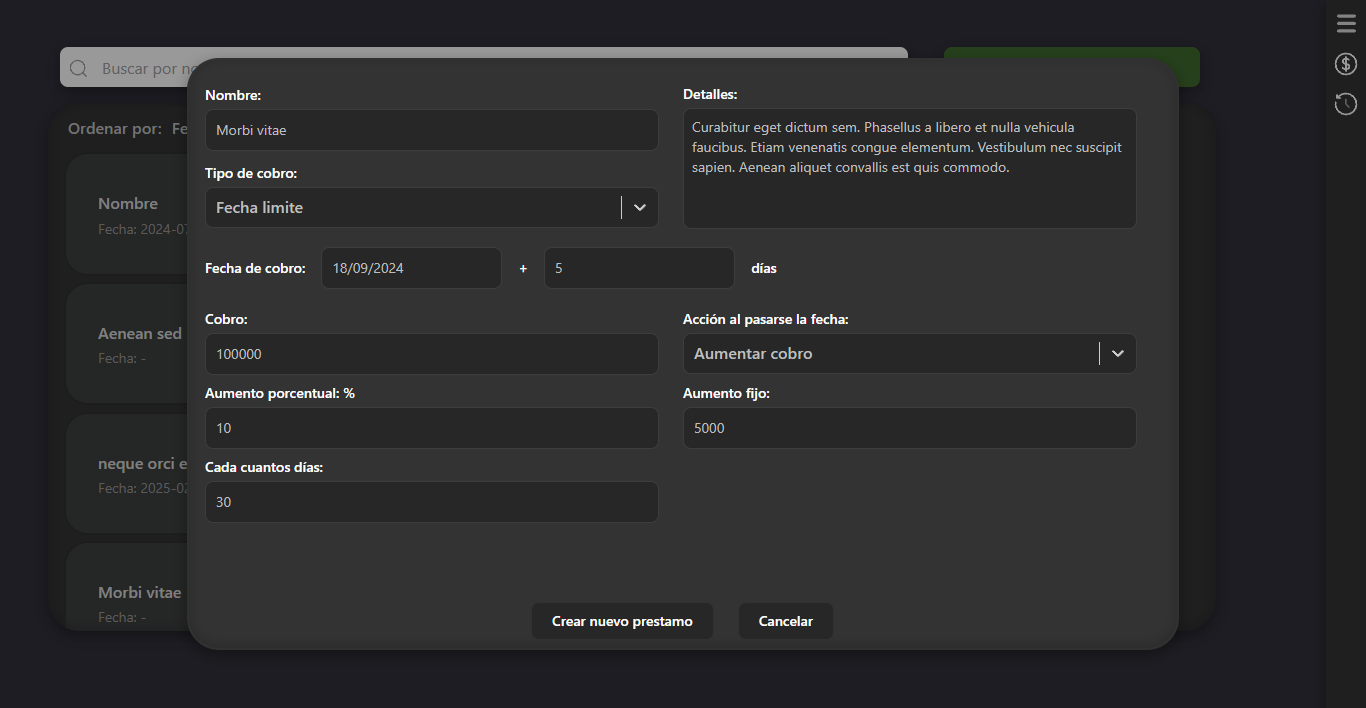 Buscar por
Ordenar por:
Nombre
Fecha: 2024-07
Aenean sed
Fecha: -
neque orci
Fecha: 2025-02
Morbi vitae
Fecha: -
Nombre:
Morbi vitae
Detalles:
Curabitur eget dictum sem. Phasellus a libero et nulla vehicula
faucibus. Etiam venenatis congue elementum. Vestibulum nec suscipit
sapien. Aenean aliquet convallis est quis commodo.
Tipo de cobro:
Fecha limite
Fecha de cobro: 18/09/2024 + 5 días
Cobro:
100000
Acción al pasarse la fecha:
Aumentar cobro
Aumento porcentual: %
10
Aumento fijo:
5000
Cada cuantos días:
30
Crear nuevo prestamo
Cancelar